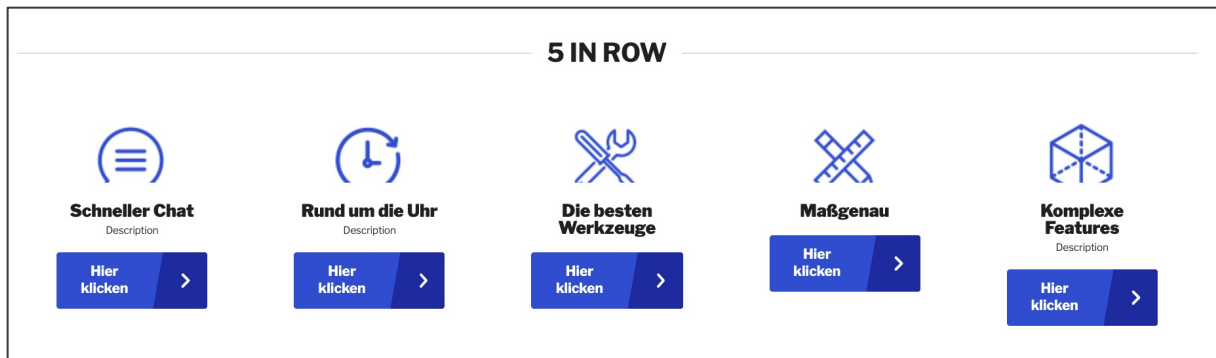 5 IN ROW
Schneller Chat
Description
Hier
klicken
Rund um die Uhr
Description
Hier
klicken
Die besten
Werkzeuge
Hier
klicken
Maßgenau
Hier
klicken
Komplexe
Features
Description
Hier
klicken